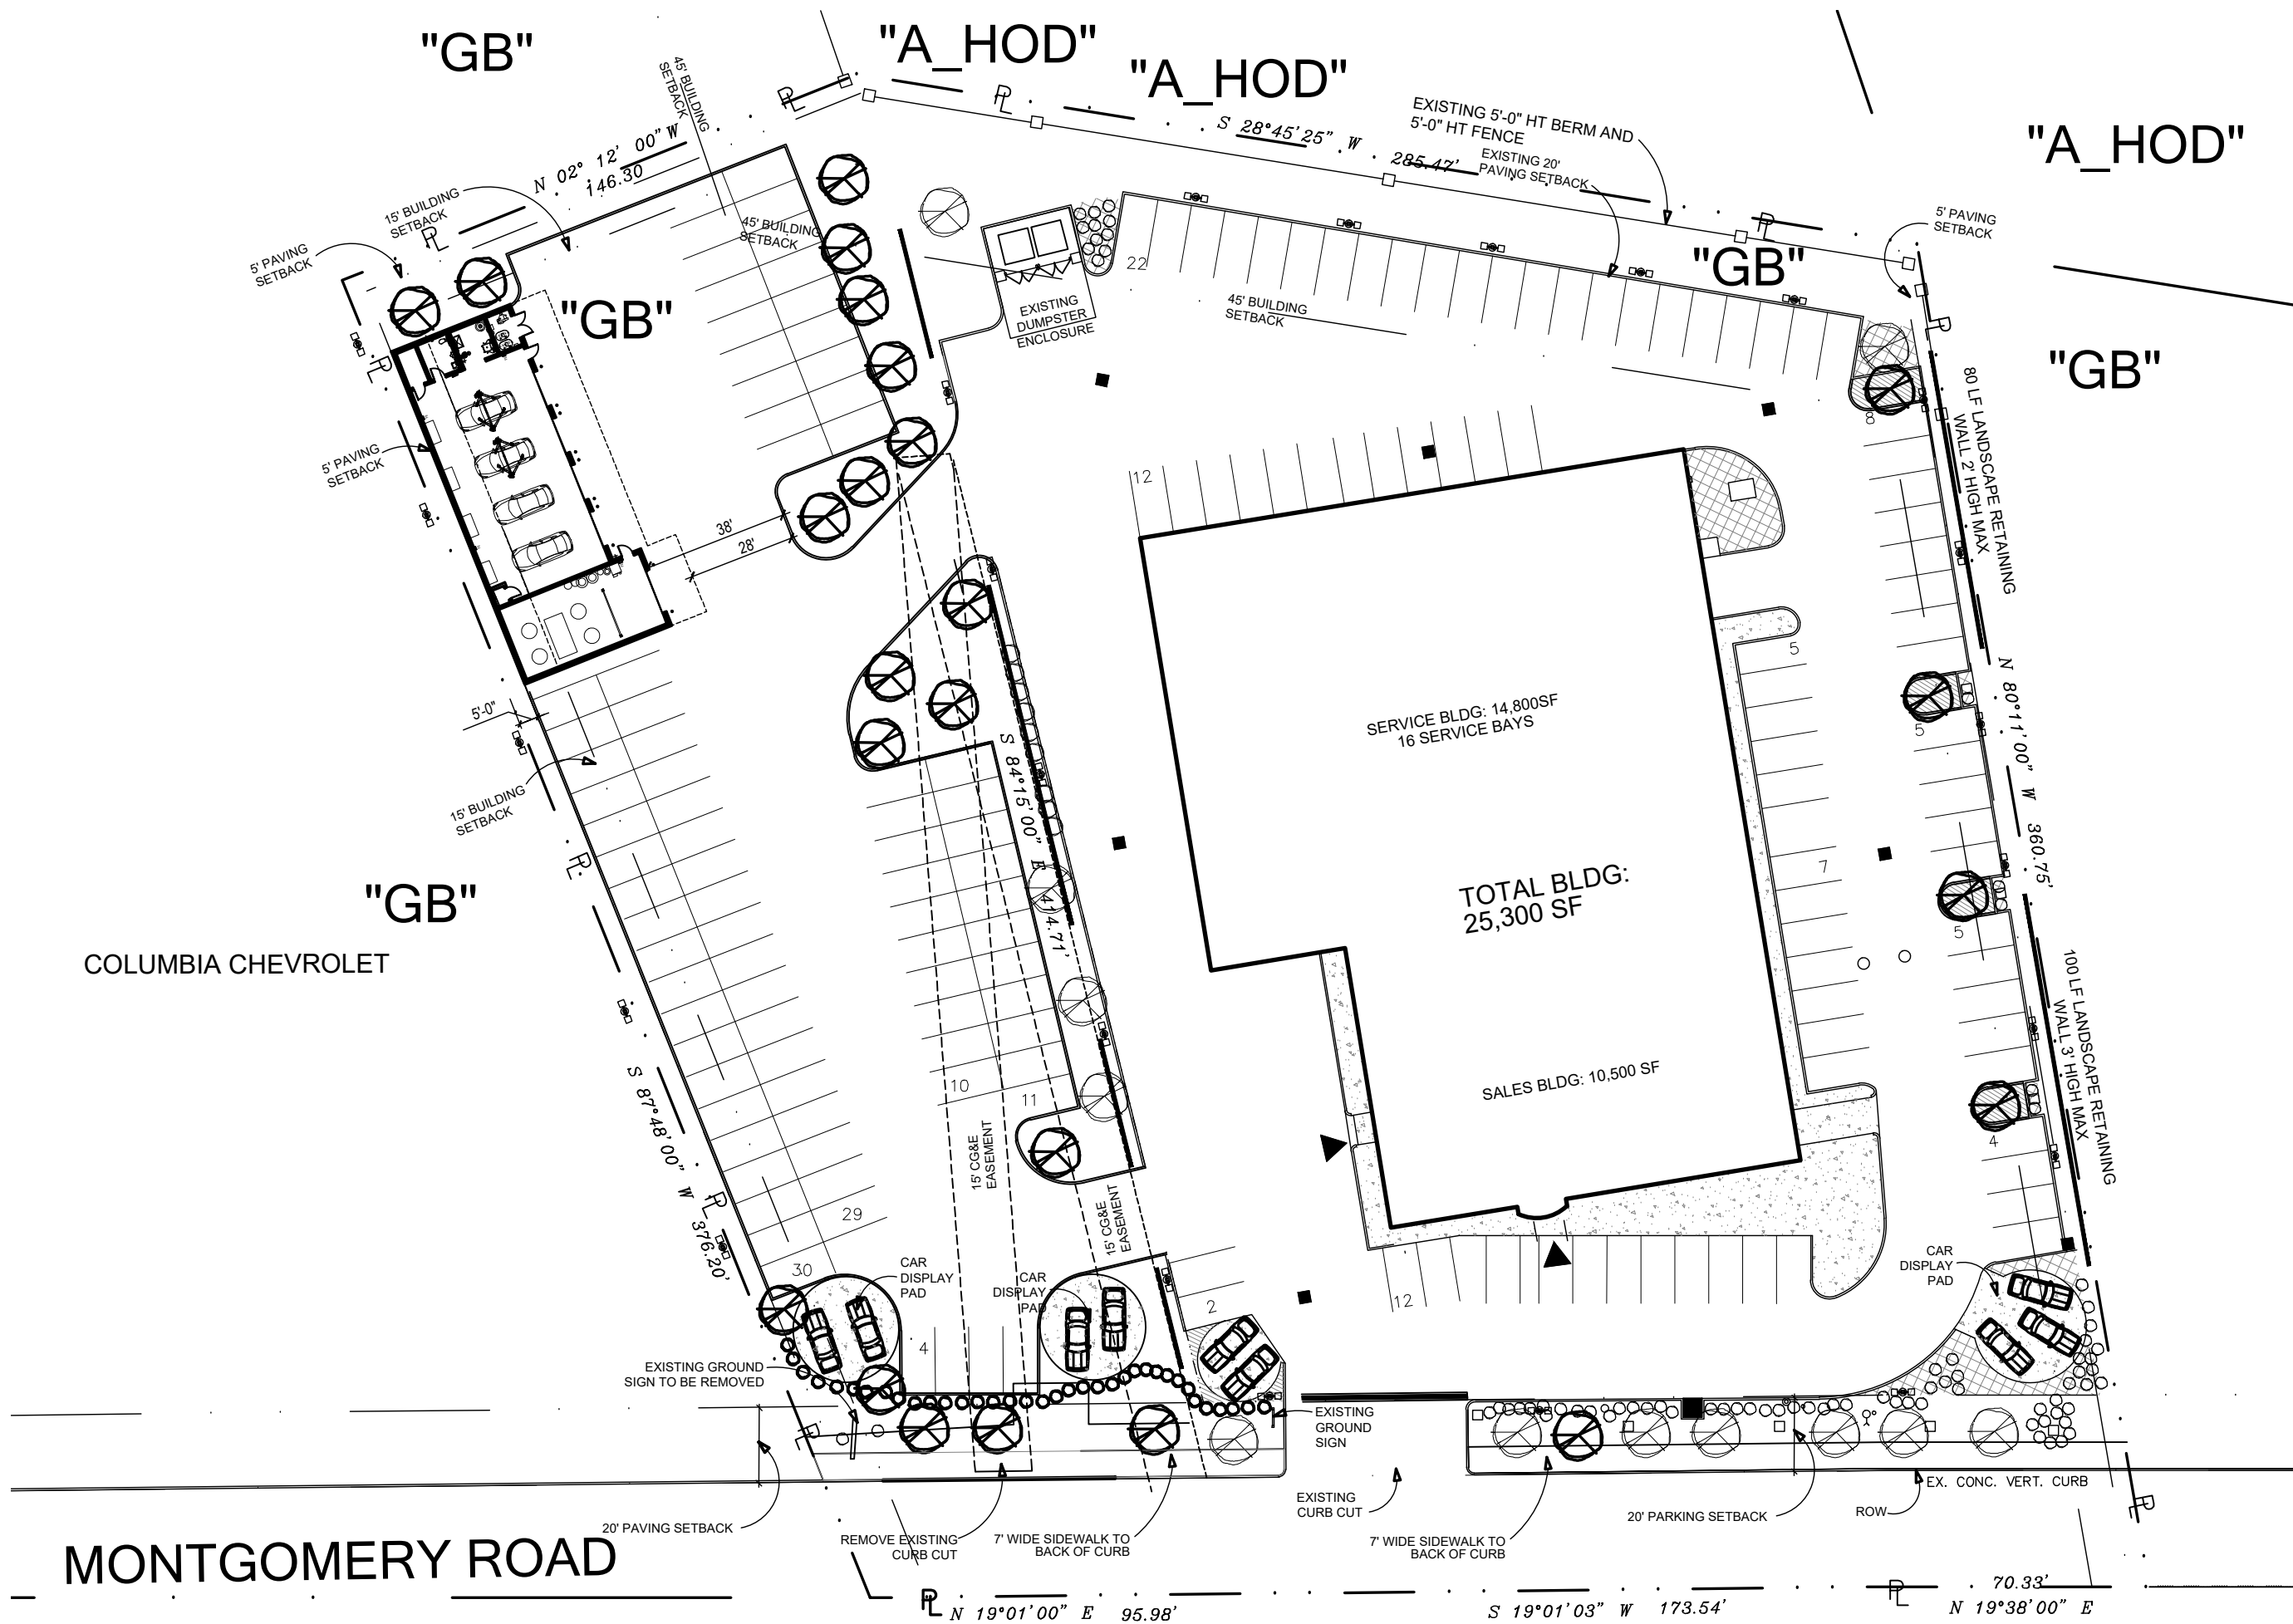 "GB"
"A_HOD"
"A_HOD"
"A_HOD"
45' BUILDING
SETBACK
N 02° 12' 00" W
146.30
S 28°45'25" W
285.47'
EXISTING 5'-0" HT BERM AND
5'-0" HT FENCE
EXISTING 20'
PAVING SETBACK
15' BUILDING
SETBACK
5' PAVING
SETBACK
45' BUILDING
SETBACK
5' PAVING
SETBACK
"GB"
"GB"
"GB"
22
EXISTING
DUMPSTER
ENCLOSURE
45' BUILDING
SETBACK
80 LF LANDSCAPE RETAINING
WALL 2' HIGH MAX
8
5' PAVING
SETBACK
12
38'
28'
5
N 80°11'00" W 360.75'
5'-0"
SERVICE BLDG: 14,800SF
16 SERVICE BAYS
5
15' BUILDING
SETBACK
S 84°15'00" E 414.71'
7
TOTAL BLDG:
25,300 SF
"GB"
COLUMBIA CHEVROLET
5
100 LF LANDSCAPE RETAINING
WALL 3' HIGH MAX
SALES BLDG: 10,500 SF
10
11
4
S 87°48'00" W 376.20'
15' CG&E
EASEMENT
15' CG&E
EASEMENT
29
30
CAR
DISPLAY
PAD
CAR
DISPLAY
PAD
CAR
DISPLAY
PAD
2
12
4
EXISTING GROUND
SIGN TO BE REMOVED
EXISTING
GROUND
SIGN
EX. CONC. VERT. CURB
EXISTING
CURB CUT
20' PARKING SETBACK
ROW
20' PAVING SETBACK
REMOVE EXISTING
CURB CUT
7' WIDE SIDEWALK TO
BACK OF CURB
7' WIDE SIDEWALK TO
BACK OF CURB
MONTGOMERY ROAD
PL
N 19°01'00" E 95.98'
S 19°01'03" W 173.54'
PL
70.33'
N 19°38'00" E